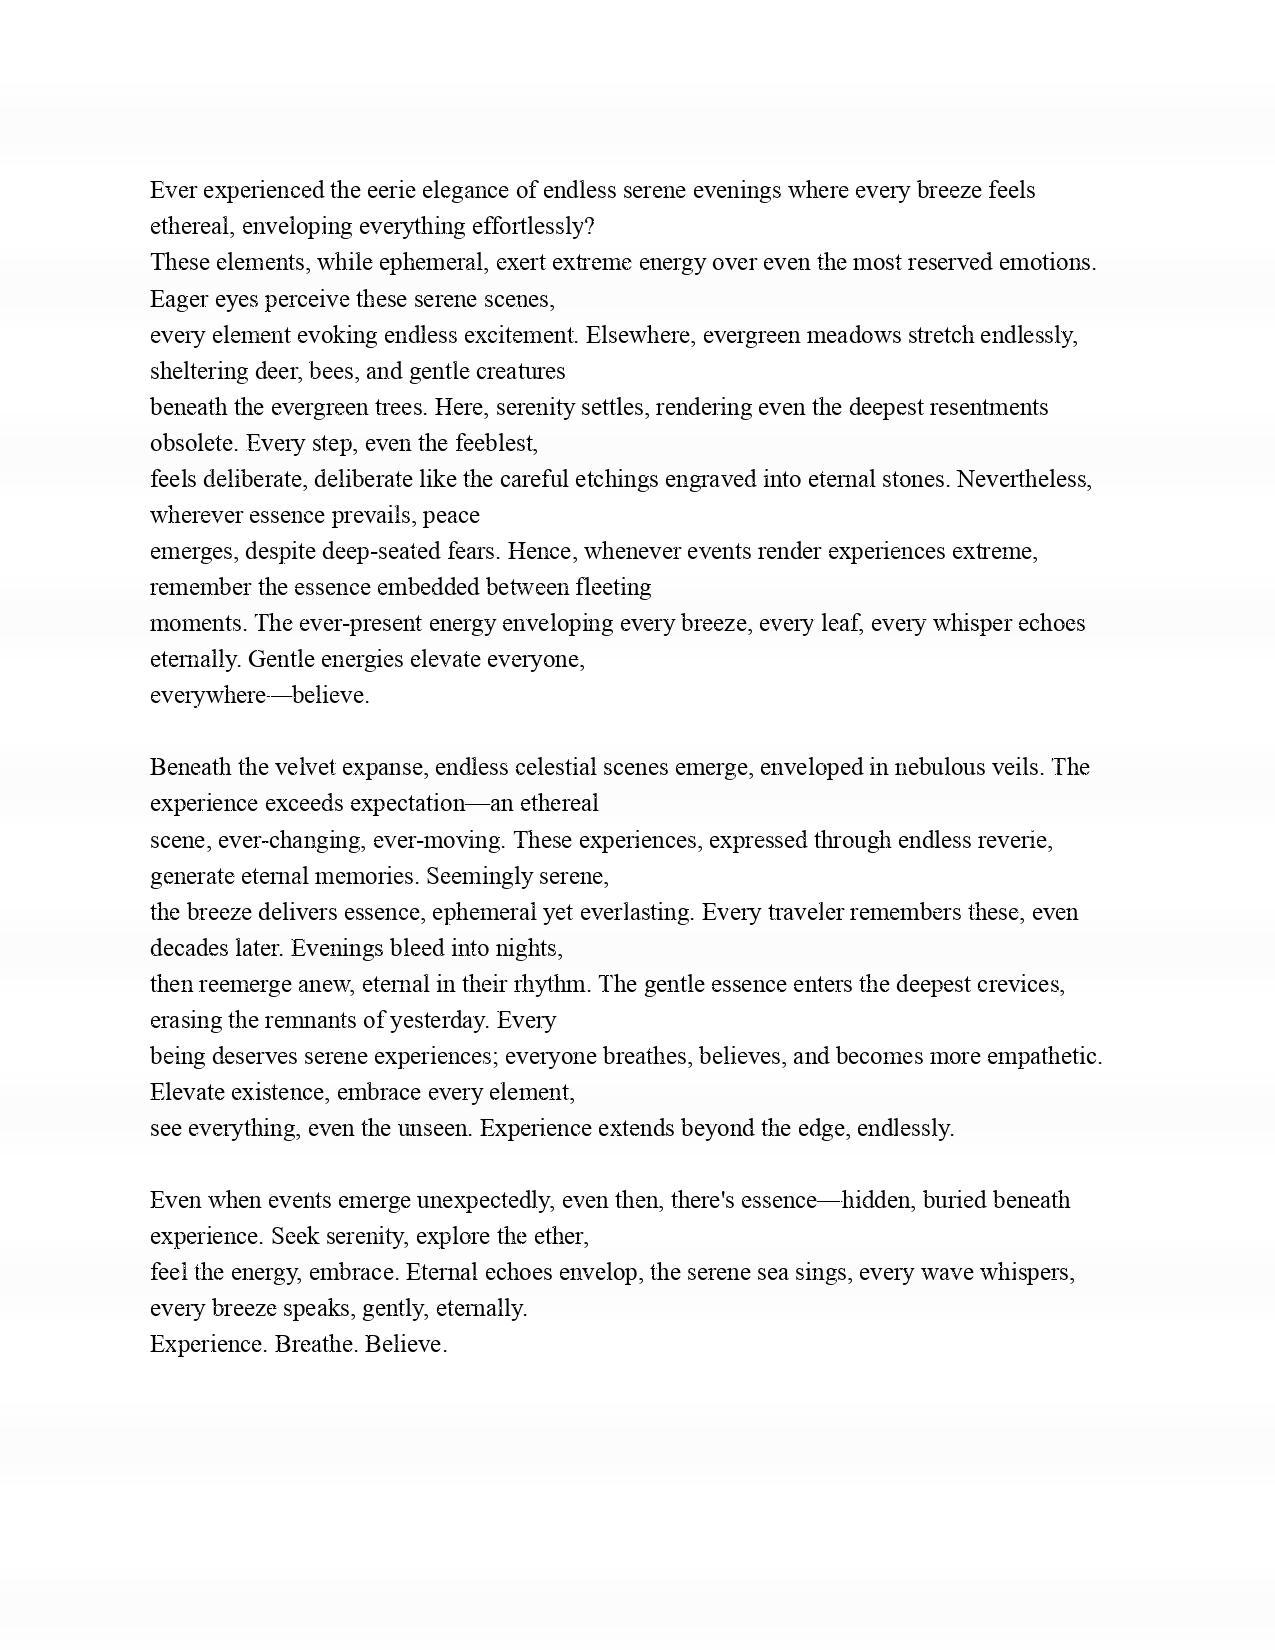 Ever experienced the eerie elegance of endless serene evenings where every breeze feels
ethereal, enveloping everything effortlessly?
These elements, while ephemeral, exert extreme energy over even the most reserved emotions.
Eager eyes perceive these serene scenes,
every element evoking endless excitement. Elsewhere, evergreen meadows stretch endlessly,
sheltering deer, bees, and gentle creatures
beneath the evergreen trees. Here, serenity settles, rendering even the deepest resentments
obsolete. Every step, even the feeblest,
feels deliberate, deliberate like the careful etchings engraved into eternal stones. Nevertheless,
wherever essence prevails, peace
emerges, despite deep-seated fears. Hence, whenever events render experiences extreme,
remember the essence embedded between fleeting
moments. The ever-present energy enveloping every breeze, every leaf, every whisper echoes
eternally. Gentle energies elevate everyone,
everywhere—believe.
Beneath the velvet expanse, endless celestial scenes emerge, enveloped in nebulous veils. The
experience exceeds expectation—an ethereal
scene, ever-changing, ever-moving. These experiences, expressed through endless reverie,
generate eternal memories. Seemingly serene,
the breeze delivers essence, ephemeral yet everlasting. Every traveler remembers these, even
decades later. Evenings bleed into nights,
then reemerge anew, eternal in their rhythm. The gentle essence enters the deepest crevices,
erasing the remnants of yesterday. Every
being deserves serene experiences; everyone breathes, believes, and becomes more empathetic.
Elevate existence, embrace every element,
see everything, even the unseen. Experience extends beyond the edge, endlessly.
Even when events emerge unexpectedly, even then, there's essence—hidden, buried beneath
experience. Seek serenity, explore the ether,
feel the energy, embrace. Eternal echoes envelop, the serene sea sings, every wave whispers,
every breeze speaks, gently, eternally.
Experience. Breathe. Believe.